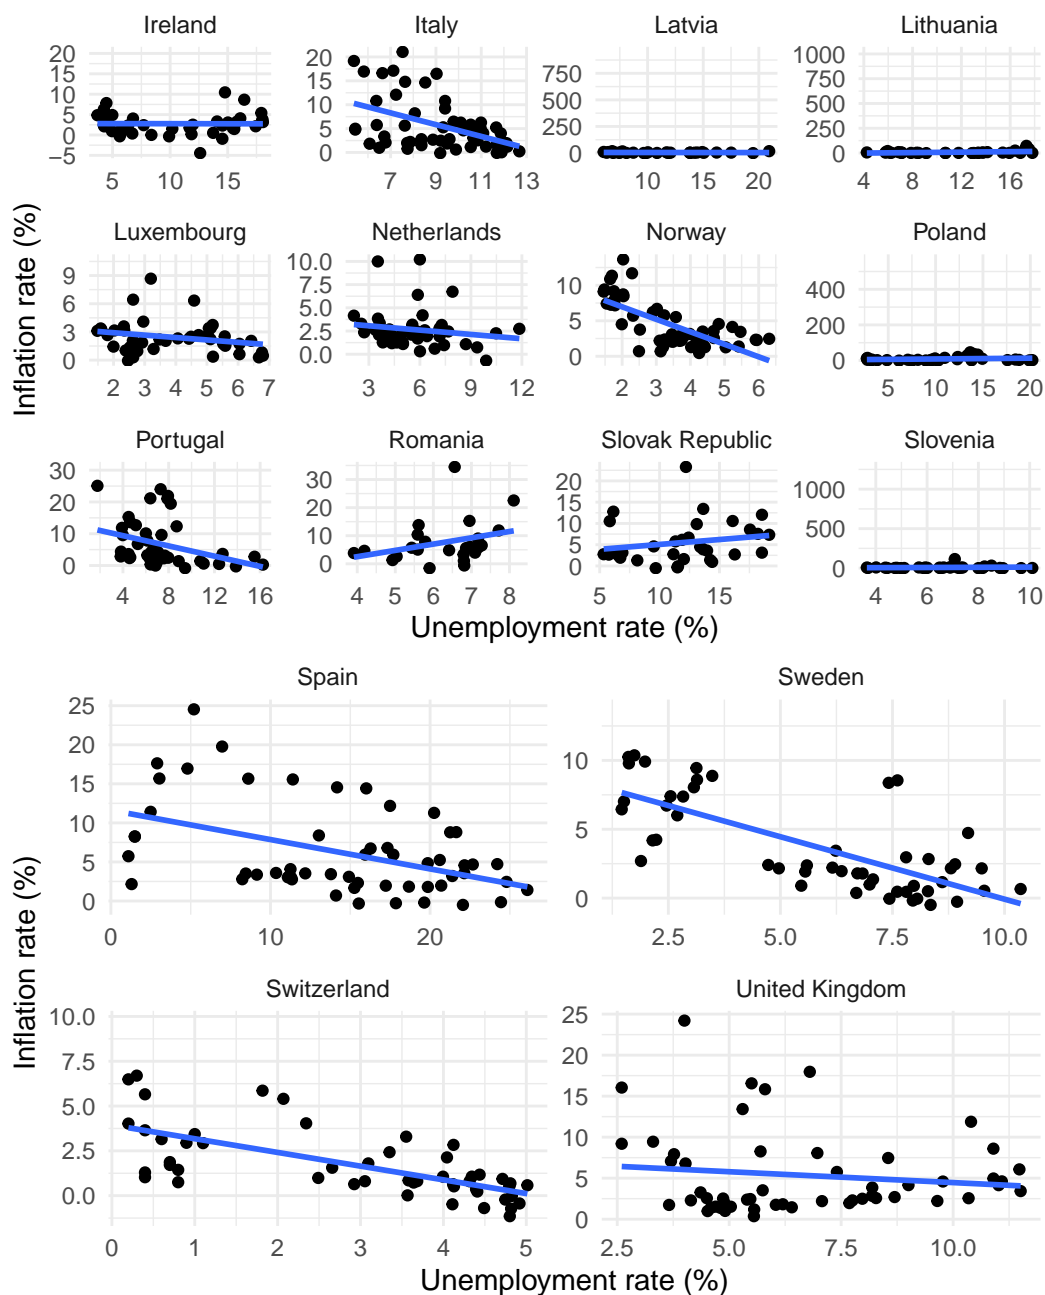 Ireland Italy Latvia Lithuania
20 15 10 5 0 −5
5 10 15
20 15 10 5 0
7 9 11 13
750 500 250 0
10 15 20
1000 750 500 250 0
4 8 12 16
Luxembourg Netherlands Norway Poland
9 6 3 0
2 3 4 5 6 7
10.0 7.5 5.0 2.5 0.0
3 6 9 12
10 5 0
2 3 4 5 6
400 200 0
5 10 15 20
Portugal Romania Slovak Republic Slovenia
30 20 10 0
4 8 12 16
30 20 10 0
4 5 6 7 8
20 15 10 5 0
5 10 15
1000 500 0
4 6 8 10
Inflation rate (%)
Unemployment rate (%)
Spain Sweden
25 20 15 10 5 0
0 10 20
10 5 0
2.5 5.0 7.5 10.0
Switzerland United Kingdom
10.0 7.5 5.0 2.5 0.0
0 1 2 3 4 5
25 20 15 10 5 0
2.5 5.0 7.5 10.0
Inflation rate (%)
Unemployment rate (%)